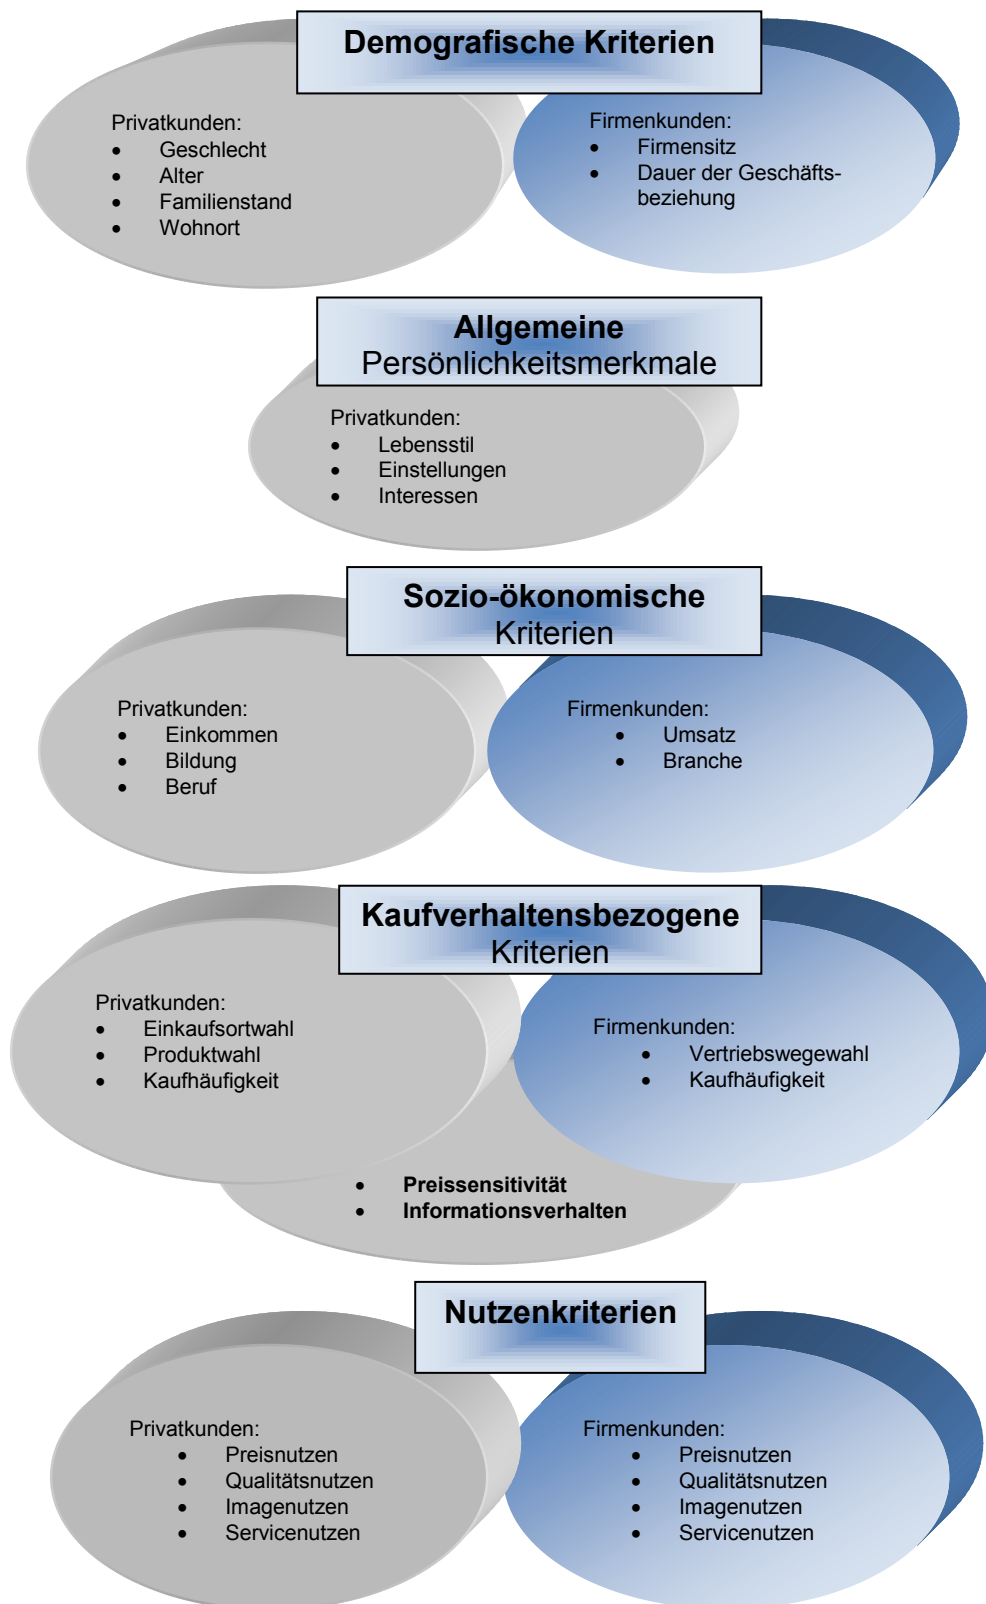 Demografische Kriterien
Privatkunden:
• Geschlecht
• Alter
• Familienstand
• Wohnort
Firmenkunden:
• Firmensitz
• Dauer der Geschäfts-
beziehung
Allgemeine
Persönlichkeitsmerkmale
Privatkunden:
• Lebensstil
• Einstellungen
• Interessen
Sozio-ökonomische
Kriterien
Privatkunden:
• Einkommen
• Bildung
• Beruf
Firmenkunden:
• Umsatz
• Branche
Kaufverhaltensbezogene
Kriterien
Privatkunden:
• Einkaufsortwahl
• Produktwahl
• Kaufhäufigkeit
Firmenkunden:
• Vertriebswegewahl
• Kaufhäufigkeit
• Preissensitivität
• Informationsverhalten
Nutzenkriterien
Privatkunden:
• Preisnutzen
• Qualitätsnutzen
• Imagenutzen
• Servicenutzen
Firmenkunden:
• Preisnutzen
• Qualitätsnutzen
• Imagenutzen
• Servicenutzen